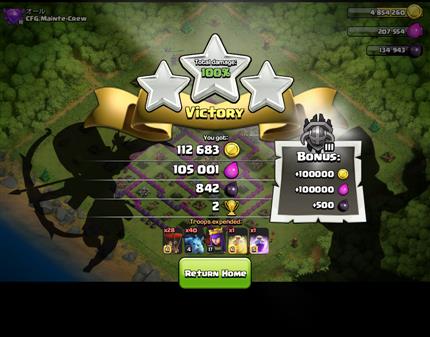 オール
CFG.Mainte-Crew
4 854 260
207 554
134 943
Total damage:
100%
Victory
You got:
112 683
105 001
842
2
III
Bonus:
+100000
+100000
+500
Troops expended:
x28 x40 x1 x1
Return Home